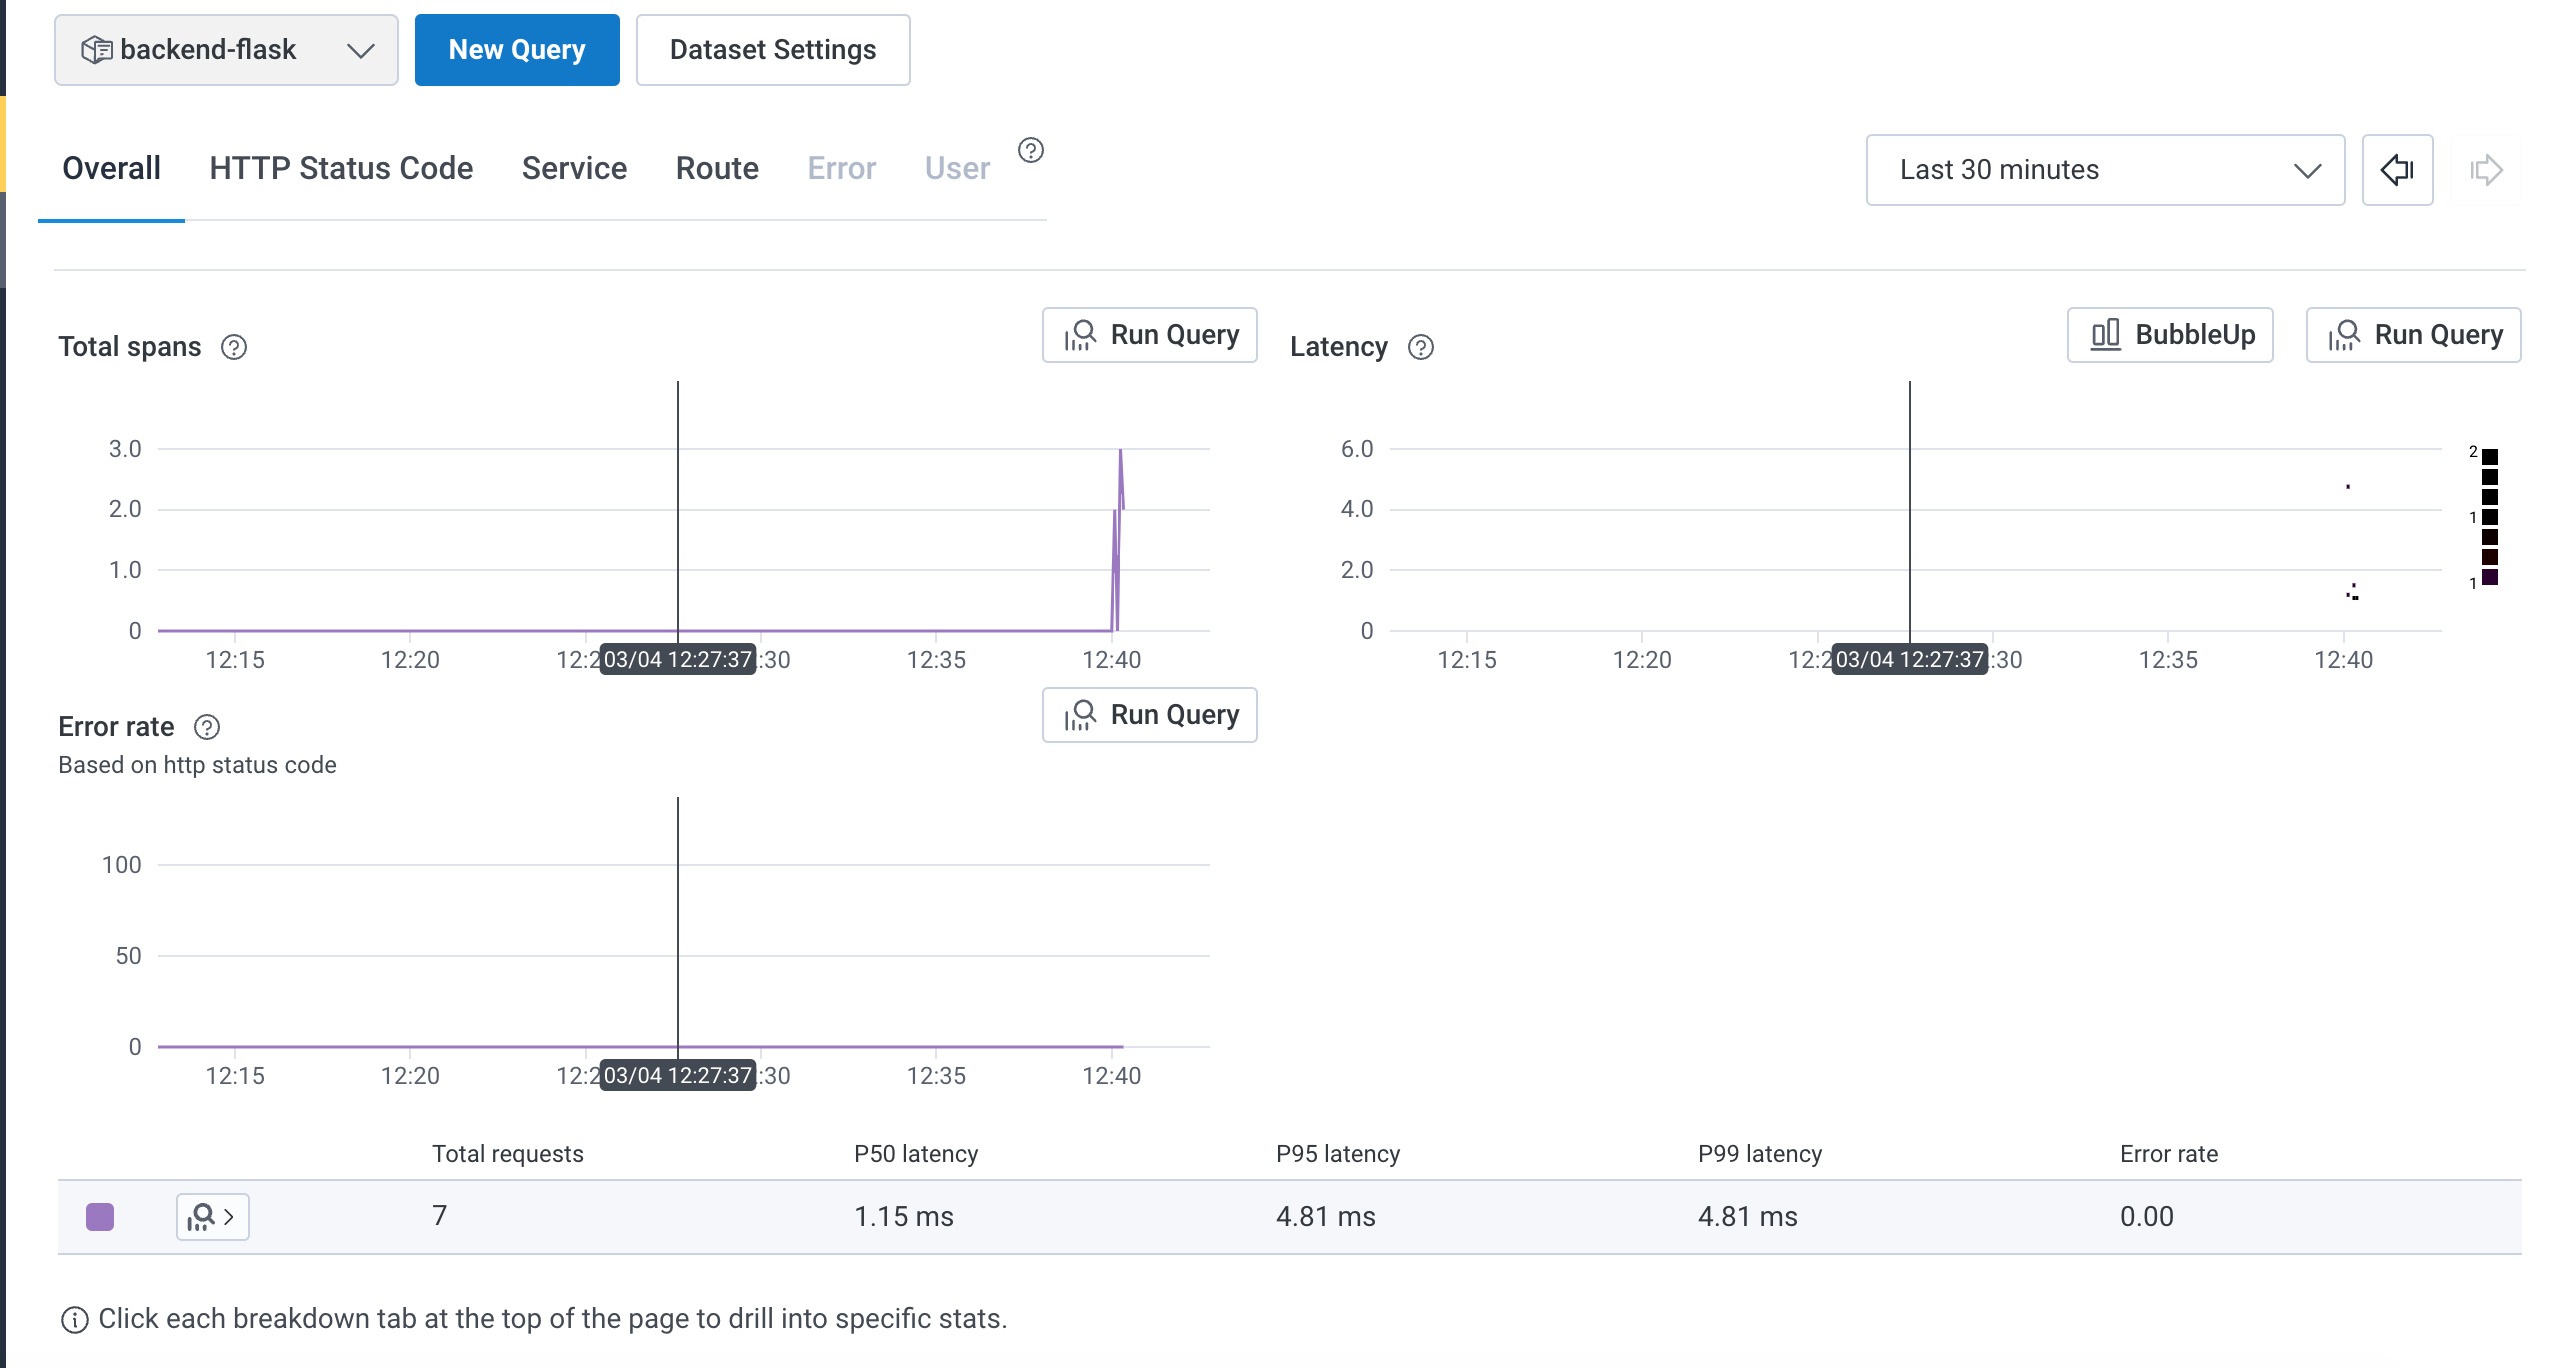 backend-flask New Query Dataset Settings
Overall HTTP Status Code Service Route Error User
Last 30 minutes
Total spans
Run Query
3.0
2.0
1.0
0
12:15 12:20 12:2 03/04 12:27:37 :30 12:35 12:40
Latency
BubbleUp Run Query
6.0
4.0
2.0
0
2
1
1
12:15 12:20 12:2 03/04 12:27:37 :30 12:35 12:40
Error rate
Based on http status code
Run Query
100
50
0
12:15 12:20 12:2 03/04 12:27:37 :30 12:35 12:40
Total requests P50 latency P95 latency P99 latency Error rate
7 1.15 ms 4.81 ms 4.81 ms 0.00
Click each breakdown tab at the top of the page to drill into specific stats.